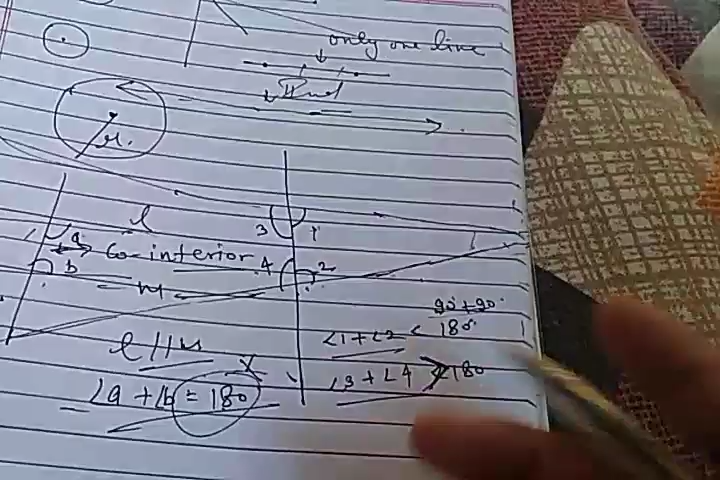 only one line
r.
l
3 1
a
Co-interior 4 2
b
m
90° + 90°
l || m
∠1 + ∠2 < 180°
∠3 + ∠4 > 180
∠a + ∠b = 180